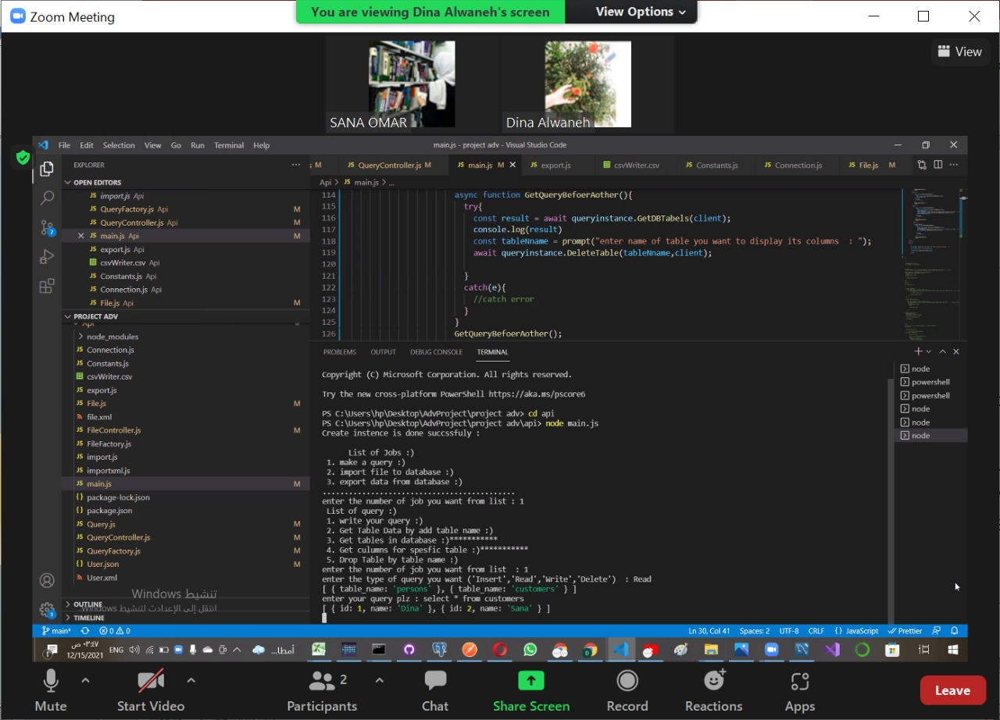 Zoom Meeting
You are viewing Dina Alwaneh's screen
View Options
View
SANA OMAR
Dina Alwaneh
File Edit Selection View Go Run Terminal Help
main.js - project adv - Visual Studio Code
EXPLORER
OPEN EDITORS
import.js Api
QueryFactory.js Api M
QueryController.js Api M
main.js Api M
export.js Api
csvWriter.csv Api
Constants.js Api
Connection.js Api
File.js Api M
PROJECT ADV
Api
node_modules
Connection.js
Constants.js
csvWriter.csv
export.js
File.js M
file.xml
FileController.js M
FileFactory.js
import.js
importxml.js
main.js M
package-lock.json
package.json
Query.js M
QueryController.js M
QueryFactory.js M
User.json M
User.xml
OUTLINE
TIMELINE
تنشيط Windows
انتقل إلى الإعدادات لتنشيط Windows.
s M QueryController.js M main.js M export.js csvWriter.csv Constants.js Connection.js File.js M
Api > main.js > ...
114 async function GetQueryBefoerAother(){
115 try{
116 const result = await queryinstance.GetDBTabels(client);
117 console.log(result)
118 const tableNname = prompt("enter name of table you want to display its columns  : ");
119 await queryinstance.DeleteTable(tableNname,client);
120
121 }
122 catch(e){
123 //catch error
124 }
125 }
126 GetQueryBefoerAother();
PROBLEMS OUTPUT DEBUG CONSOLE TERMINAL
Copyright (C) Microsoft Corporation. All rights reserved.
Try the new cross-platform PowerShell https://aka.ms/pscore6
PS C:\Users\hp\Desktop\AdvProject\project adv> cd api
PS C:\Users\hp\Desktop\AdvProject\project adv\api> node main.js
Create instence is done succssfuly :
List of Jobs :)
1. make a query :)
2. import file to database :)
3. export data from database :)
............................................
enter the number of job you want from list : 1
List of query :)
1. write your query :)
2. Get Table Data by add table name :)
3. Get tables in database :)***********
4. Get culumns for spesfic table :)***********
5. Drop Table by table name :)
enter the number of job you want from list  : 1
enter the type of query you want ('Insert','Read','Write','Delete')  : Read
[ { table_name: 'persons' }, { table_name: 'customers' } ]
enter your query plz : select * from customers
[ { id: 1, name: 'Dina' }, { id: 2, name: 'Sana' } ]
node
powershell
powershell
node
node
node
7
1
main* 0 0
Ln 30, Col 41 Spaces: 2 UTF-8 CRLF {} JavaScript Prettier
٠٣:٤٧ ص
12/15/2021
ENG
أمطا...
Mute
Start Video
Participants 2
Chat
Share Screen
Record
Reactions
Apps
Leave